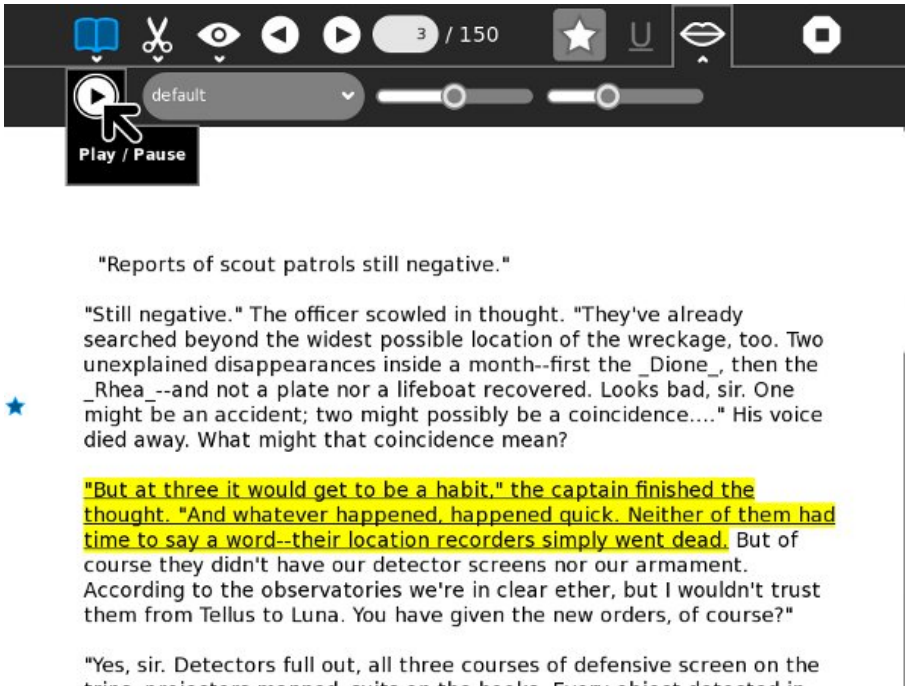 3 / 150
U
default
Play / Pause
"Reports of scout patrols still negative."
"Still negative." The officer scowled in thought. "They've already
searched beyond the widest possible location of the wreckage, too. Two
unexplained disappearances inside a month--first the _Dione_, then the
_Rhea_--and not a plate nor a lifeboat recovered. Looks bad, sir. One
might be an accident; two might possibly be a coincidence...." His voice
died away. What might that coincidence mean?
"But at three it would get to be a habit," the captain finished the
thought. "And whatever happened, happened quick. Neither of them had
time to say a word--their location recorders simply went dead. But of
course they didn't have our detector screens nor our armament.
According to the observatories we're in clear ether, but I wouldn't trust
them from Tellus to Luna. You have given the new orders, of course?"
"Yes, sir. Detectors full out, all three courses of defensive screen on the